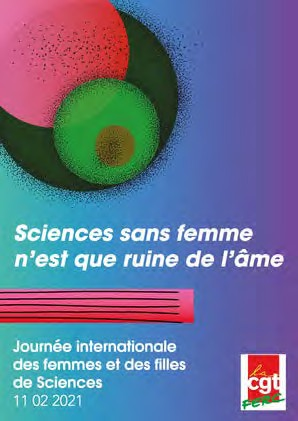 Sciences sans femme
n'est que ruine de l'âme
Journée internationale
des femmes et des filles
de Sciences
11 02 2021
la
cgt
FERC